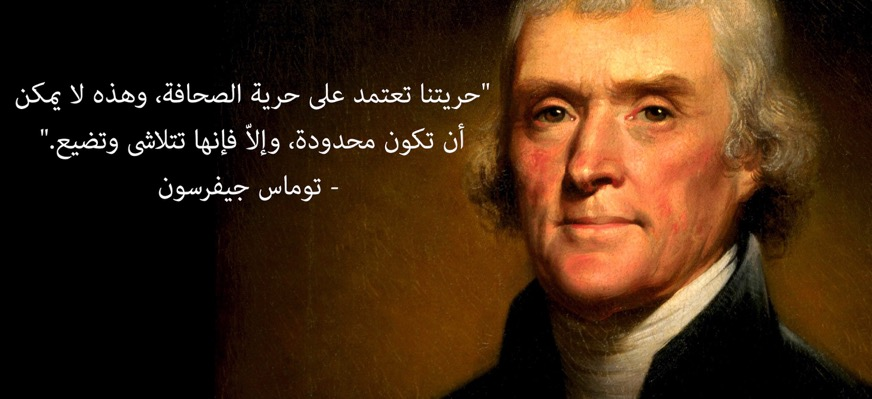 "حريتنا تعتمد على حرية الصحافة، وهذه لا يمكن
أن تكون محدودة، وإلاّ فإنها تتلاشى وتضيع."
- توماس جيفرسون